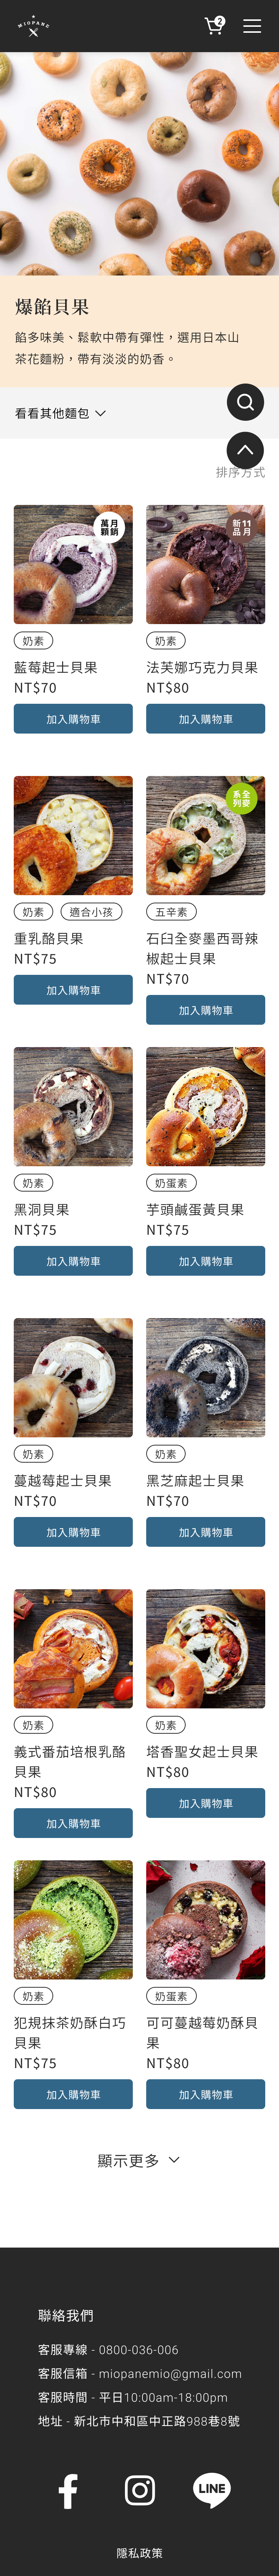 MIOPANE
2
爆餡貝果
餡多味美、鬆軟中帶有彈性，選用日本山
茶花麵粉，帶有淡淡的奶香。
看看其他麵包
排序方式
萬月
顆銷
奶素
藍莓起士貝果
NT$70
加入購物車
新11
品月
奶素
法芙娜巧克力貝果
NT$80
加入購物車
奶素 適合小孩
重乳酪貝果
NT$75
加入購物車
系全
列麥
五辛素
石臼全麥墨西哥辣
椒起士貝果
NT$70
加入購物車
奶素
黑洞貝果
NT$75
加入購物車
奶蛋素
芋頭鹹蛋黃貝果
NT$75
加入購物車
奶素
蔓越莓起士貝果
NT$70
加入購物車
奶素
黑芝麻起士貝果
NT$70
加入購物車
奶素
義式番茄培根乳酪
貝果
NT$80
加入購物車
奶素
塔香聖女起士貝果
NT$80
加入購物車
奶素
犯規抹茶奶酥白巧
貝果
NT$75
加入購物車
奶蛋素
可可蔓越莓奶酥貝
果
NT$80
加入購物車
顯示更多
聯絡我們
客服專線 - 0800-036-006
客服信箱 - miopanemio@gmail.com
客服時間 - 平日10:00am-18:00pm
地址 - 新北市中和區中正路988巷8號
LINE
隱私政策